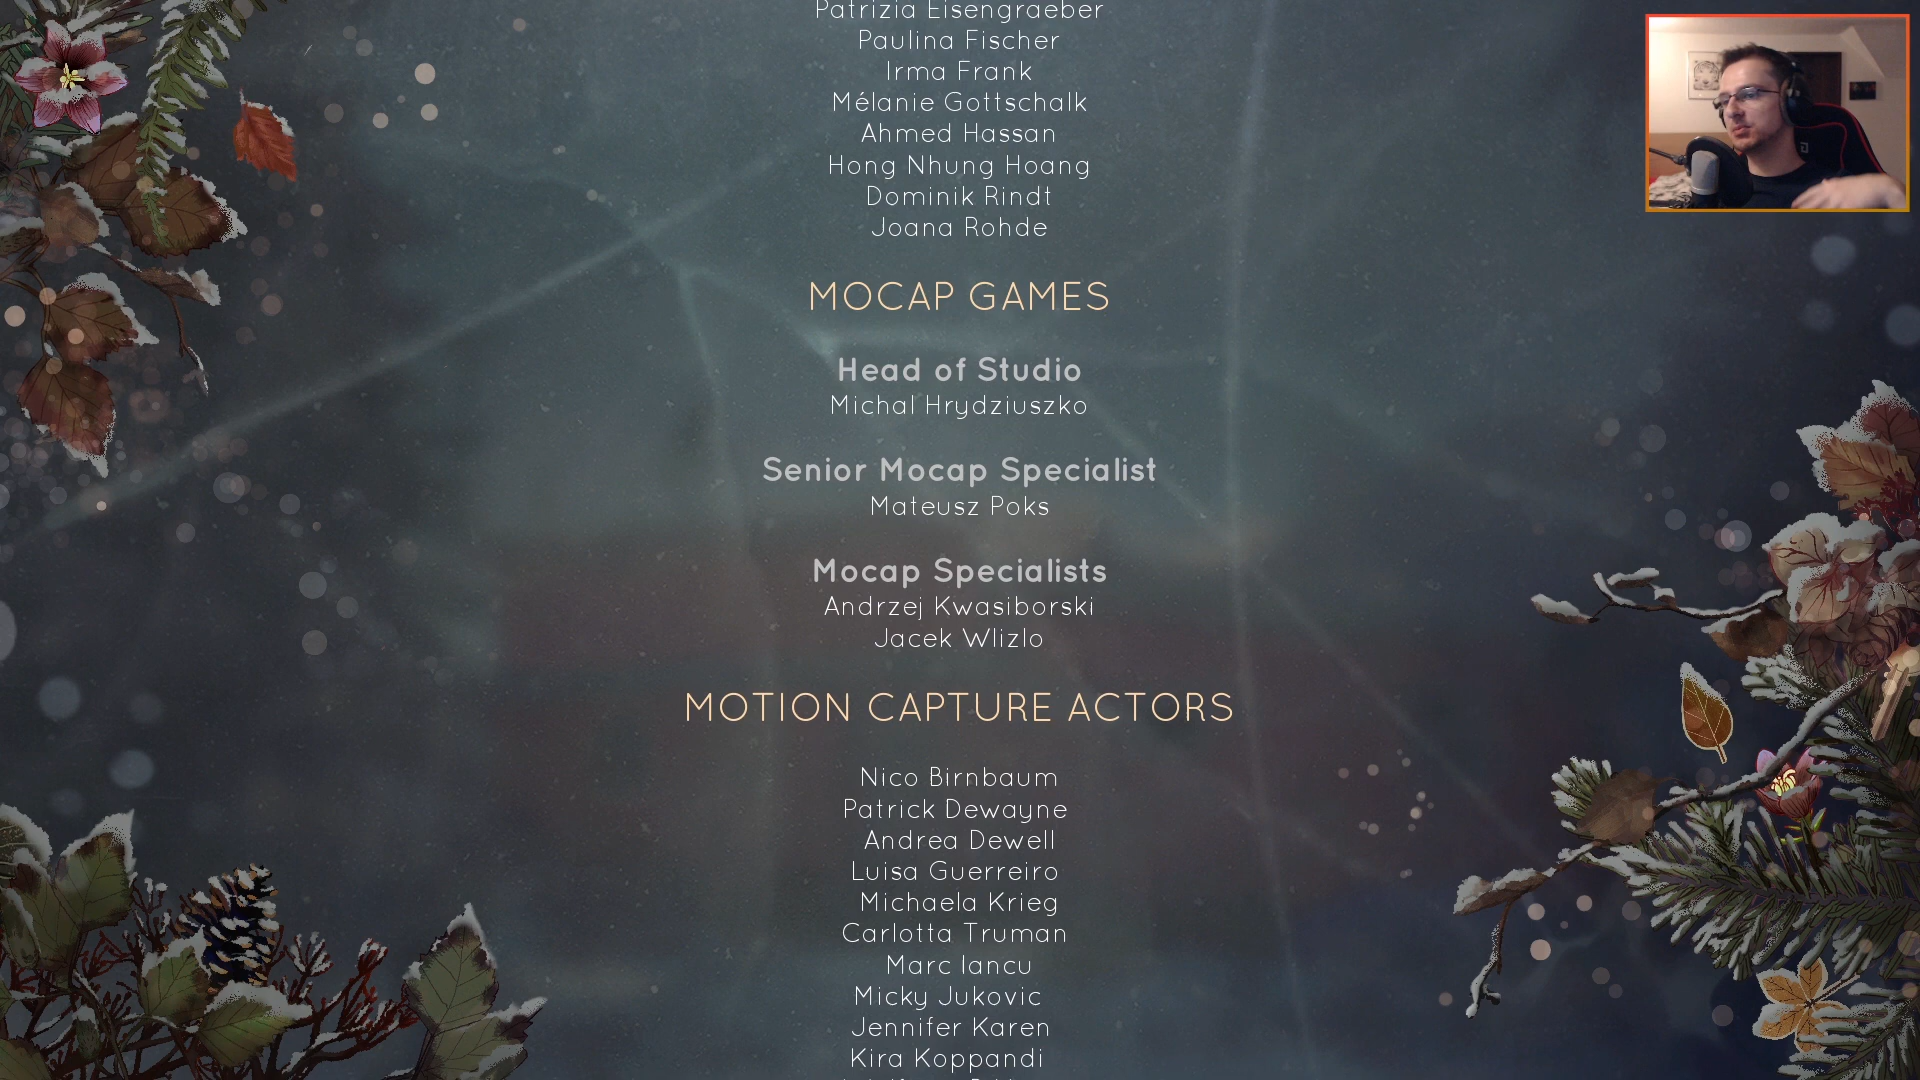 Patrizia Eisengraeber
Paulina Fischer
Irma Frank
Mélanie Gottschalk
Ahmed Hassan
Hong Nhung Hoang
Dominik Rindt
Joana Rohde
MOCAP GAMES
Head of Studio
Michal Hrydziuszko
Senior Mocap Specialist
Mateusz Poks
Mocap Specialists
Andrzej Kwasiborski
Jacek Wlizlo
MOTION CAPTURE ACTORS
Nico Birnbaum
Patrick Dewayne
Andrea Dewell
Luisa Guerreiro
Michaela Krieg
Carlotta Truman
Marc Iancu
Micky Jukovic
Jennifer Karen
Kira Koppandi